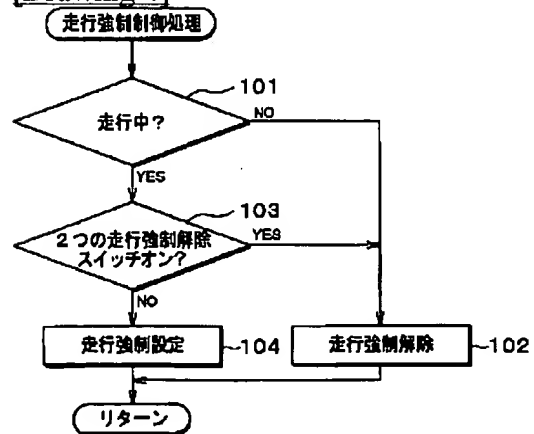 走行強制制御処理
101
走行中?
NO
YES
103
2つの走行強制解除
スイッチオン?
YES
NO
走行強制設定
104
走行強制解除
102
リターン